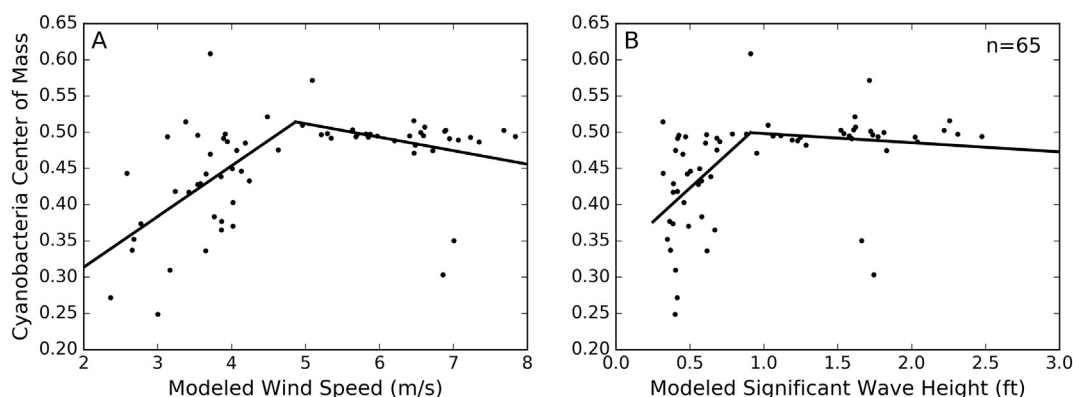 A
B
n=65
Cyanobacteria Center of Mass
0.65
0.60
0.55
0.50
0.45
0.40
0.35
0.30
0.25
0.20
2 3 4 5 6 7 8
Modeled Wind Speed (m/s)
0.65
0.60
0.55
0.50
0.45
0.40
0.35
0.30
0.25
0.20
0.0 0.5 1.0 1.5 2.0 2.5 3.0
Modeled Significant Wave Height (ft)